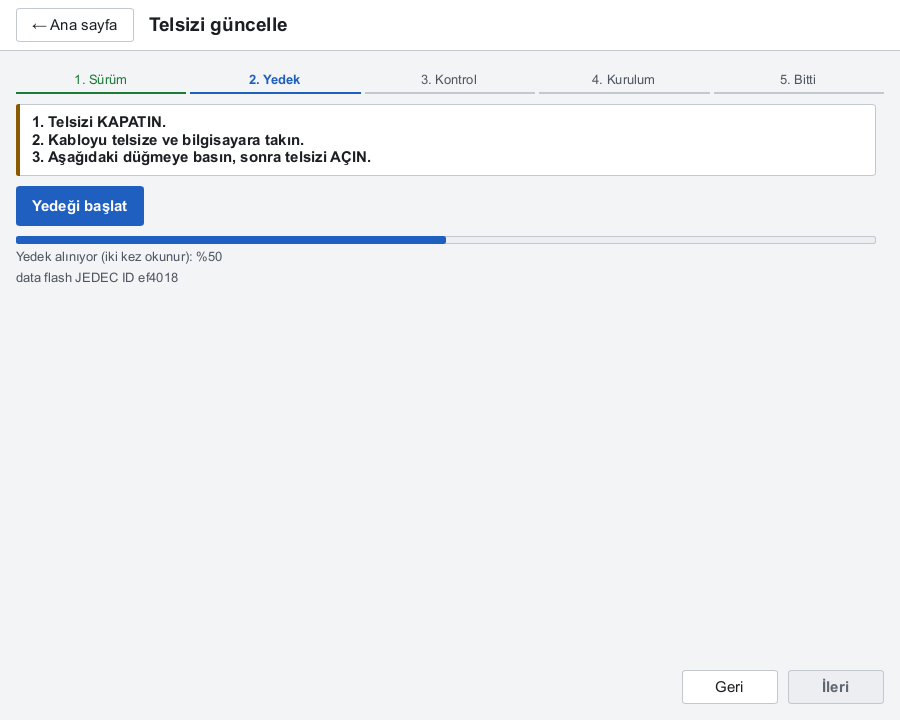 ← Ana sayfa
Telsizi güncelle
1. Sürüm
2. Yedek
3. Kontrol
4. Kurulum
5. Bitti
1. Telsizi KAPATIN.
2. Kabloyu telsize ve bilgisayara takın.
3. Aşağıdaki düğmeye basın, sonra telsizi AÇIN.
Yedeği başlat
Yedek alınıyor (iki kez okunur): %50
data flash JEDEC ID ef4018
Geri
İleri